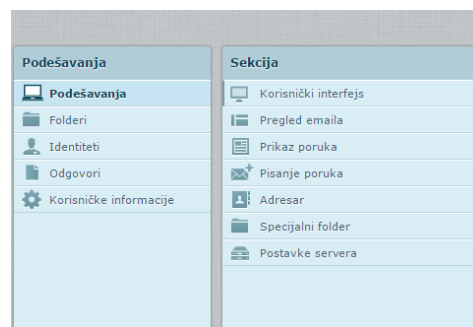 Podešavanja
Podešavanja
Folderi
Identiteti
Odgovori
Korisničke informacije
Sekcija
Korisnički interfejs
Pregled emaila
Prikaz poruka
Pisanje poruka
Adresar
Specijalni folder
Postavke servera